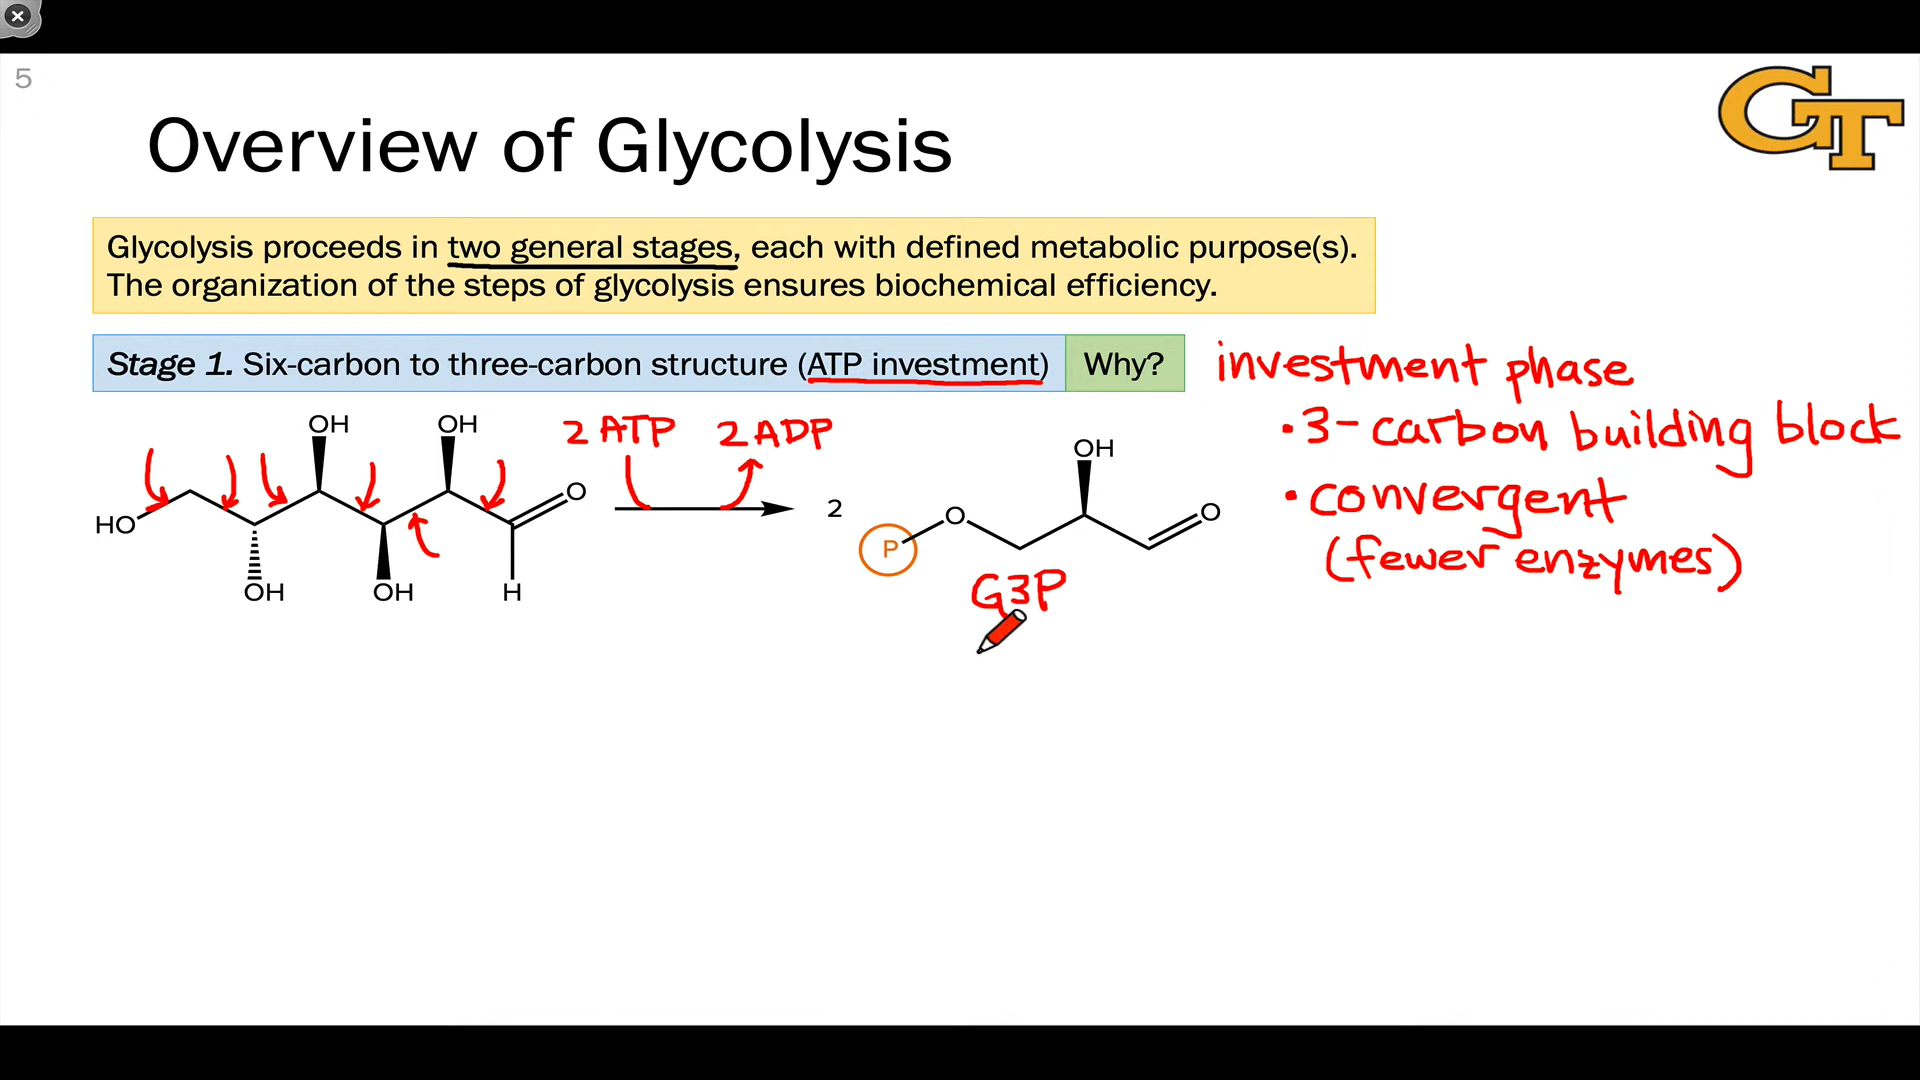 5
GT
Overview of Glycolysis
Glycolysis proceeds in two general stages, each with defined metabolic purpose(s).
The organization of the steps of glycolysis ensures biochemical efficiency.
Stage 1. Six-carbon to three-carbon structure (ATP investment) Why?
investment phase
• 3-carbon building block
• convergent
(fewer enzymes)
OH OH
HO
O
OH OH H
2 ATP 2 ADP
2
OH
P O O
G3P